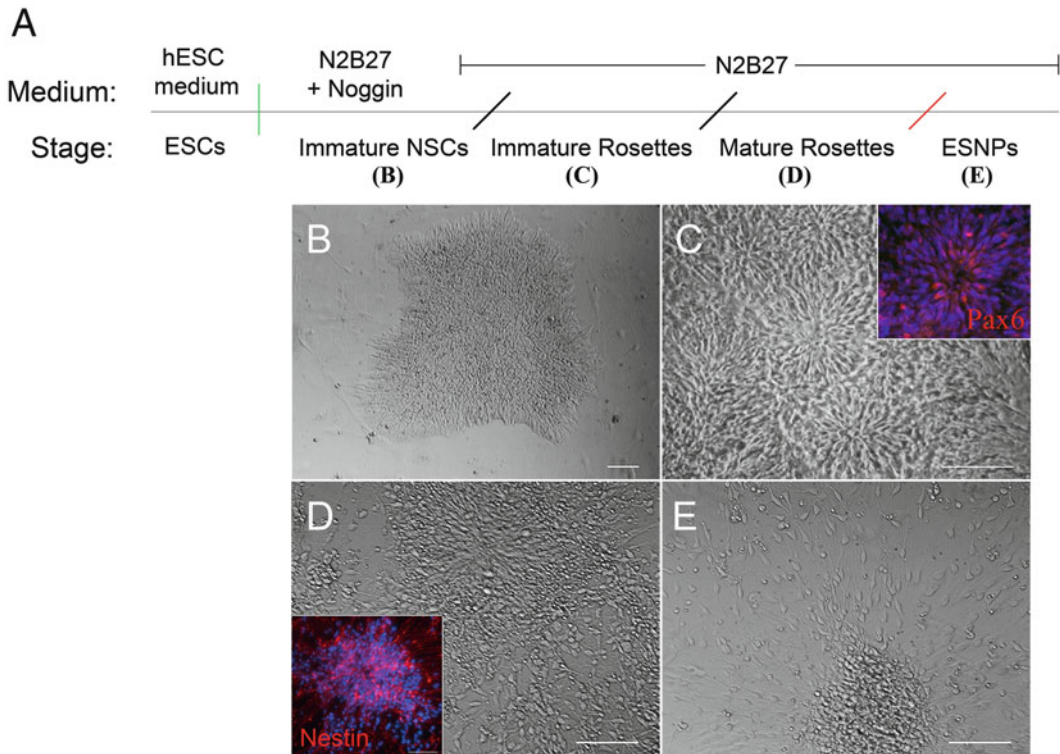 A
Medium:
hESC
medium
N2B27
+ Noggin
N2B27
Stage:
ESCs
Immature NSCs
(B)
Immature Rosettes
(C)
Mature Rosettes
(D)
ESNPs
(E)
B
C
Pax6
D
Nestin
E